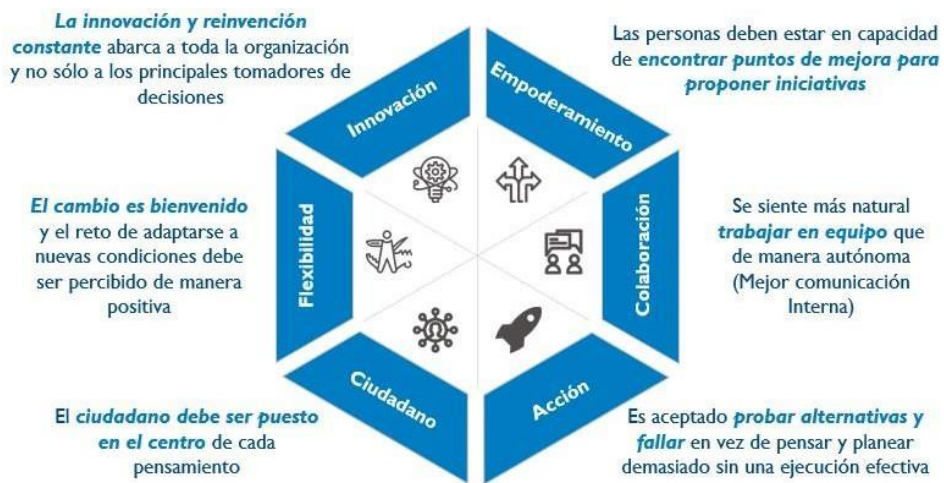 La innovación y reinvención
constante abarca a toda la organización
y no sólo a los principales tomadores de
decisiones
Innovación
Empoderamiento
Las personas deben estar en capacidad
de encontrar puntos de mejora para
proponer iniciativas
El cambio es bienvenido
y el reto de adaptarse a
nuevas condiciones debe
ser percibido de manera
positiva
Flexibilidad
Colaboración
Se siente más natural
trabajar en equipo que
de manera autónoma
(Mejor comunicación
Interna)
El ciudadano debe ser puesto
en el centro de cada
pensamiento
Ciudadano
Acción
Es aceptado probar alternativas y
fallar en vez de pensar y planear
demasiado sin una ejecución efectiva